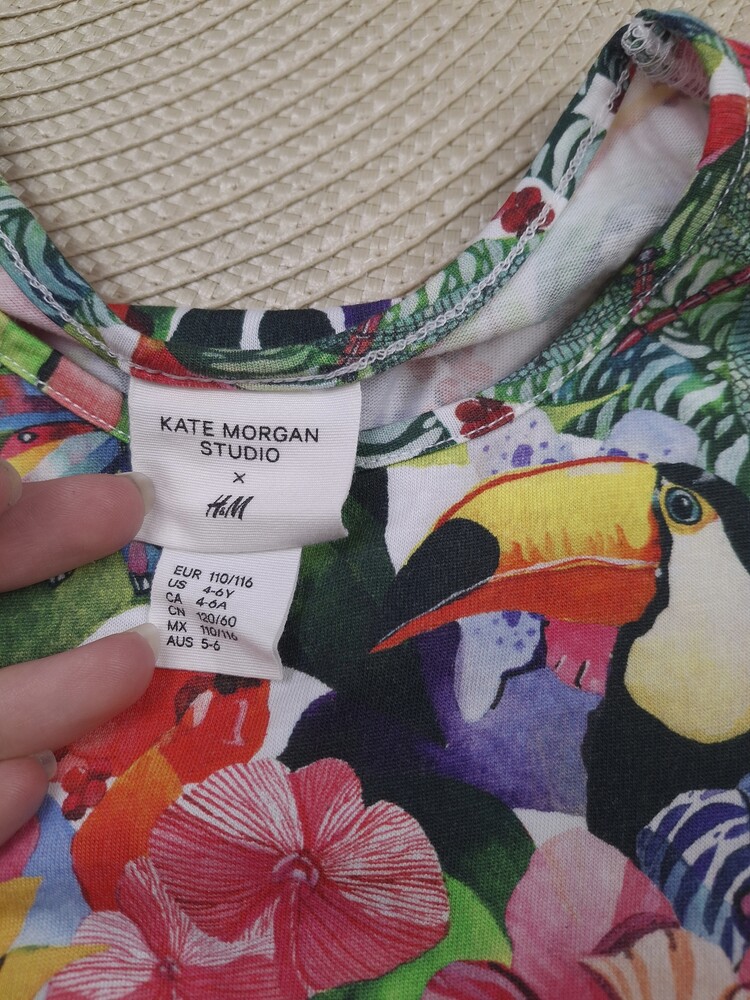 KATE MORGAN
STUDIO
×
H&M
EUR 110/116
US 4-6Y
CA 4-6A
CN 120/60
MX 110/116
AUS 5-6